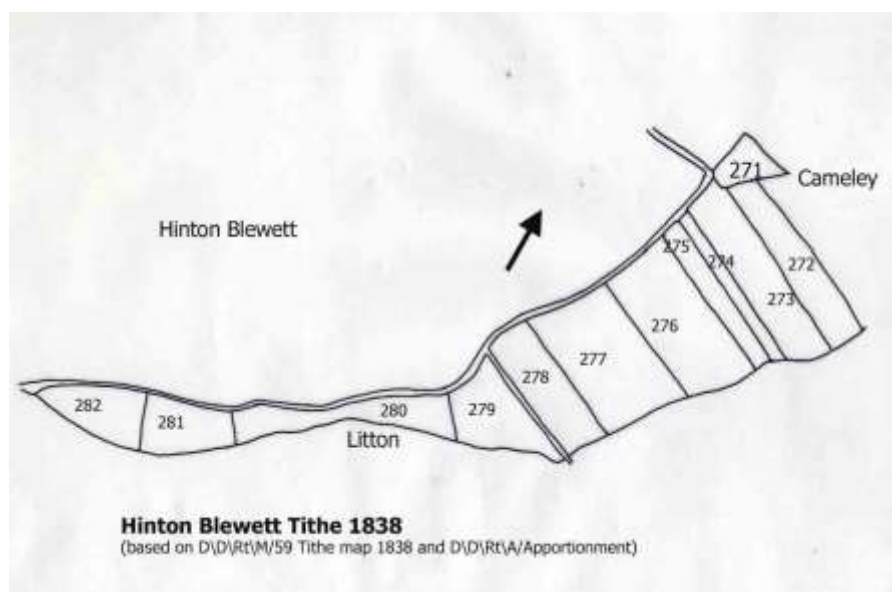 271
Cameley
Hinton Blewett
275
274
272
273
276
277
278
282
281
280
279
Litton
Hinton Blewett Tithe 1838
(based on D\D\Rt\M/59 Tithe map 1838 and D\D\Rt\A/Apportionment)